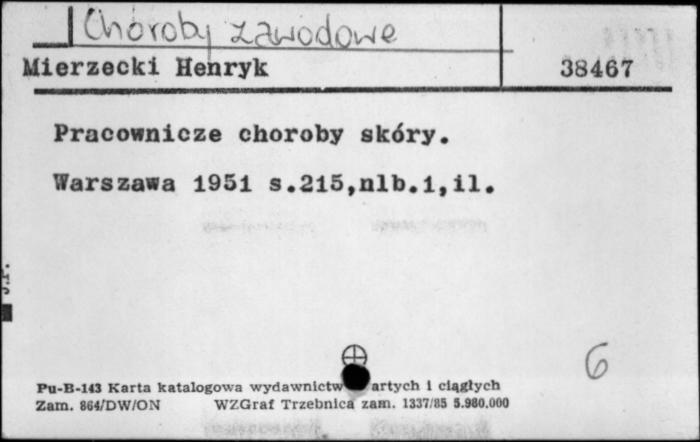 Choroby zawodowe
Mierzecki Henryk 38467
Pracownicze choroby skóry.
Warszawa 1951 s.215,nlb.1,il.
J.P.
6
Pu-B-143 Karta katalogowa wydawnictw artych i ciągłych
Zam. 864/DW/ON WZGraf Trzebnica zam. 1337/85 5.980.000